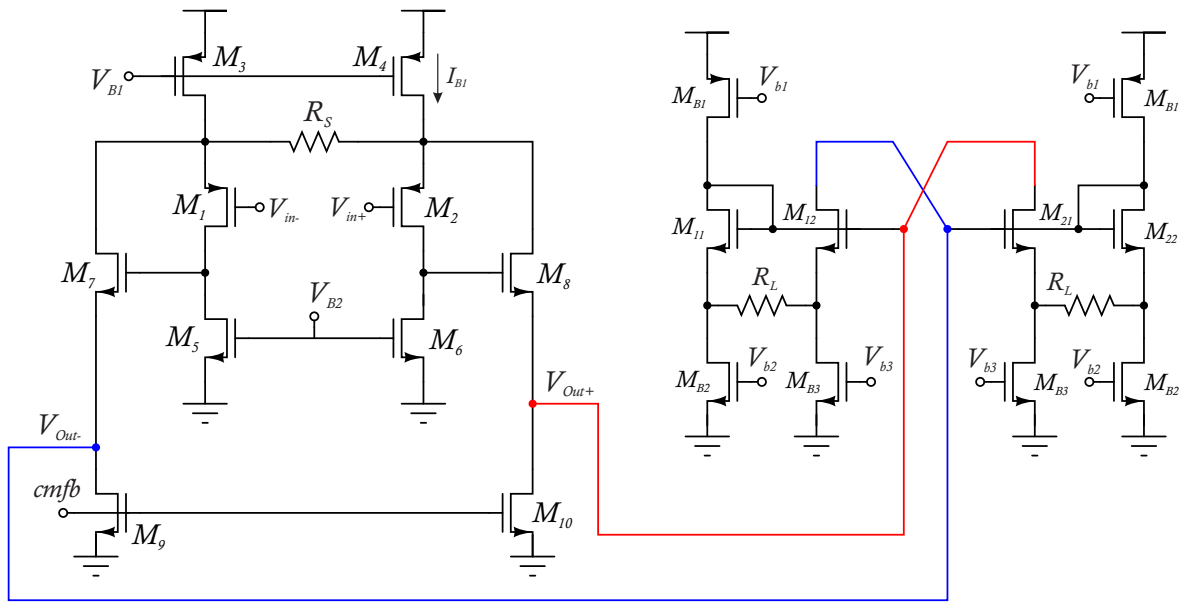 M3
M4
VB1
IB1
RS
M1
Vin-
Vin+
M2
M7
M8
VB2
M5
M6
VOut+
VOut-
cmfb
M9
M10
Vb1
MB1
Vb1
MB1
M11
M12
M21
M22
RL
RL
MB2
Vb2
MB3
Vb3
Vb3
MB3
Vb2
MB2